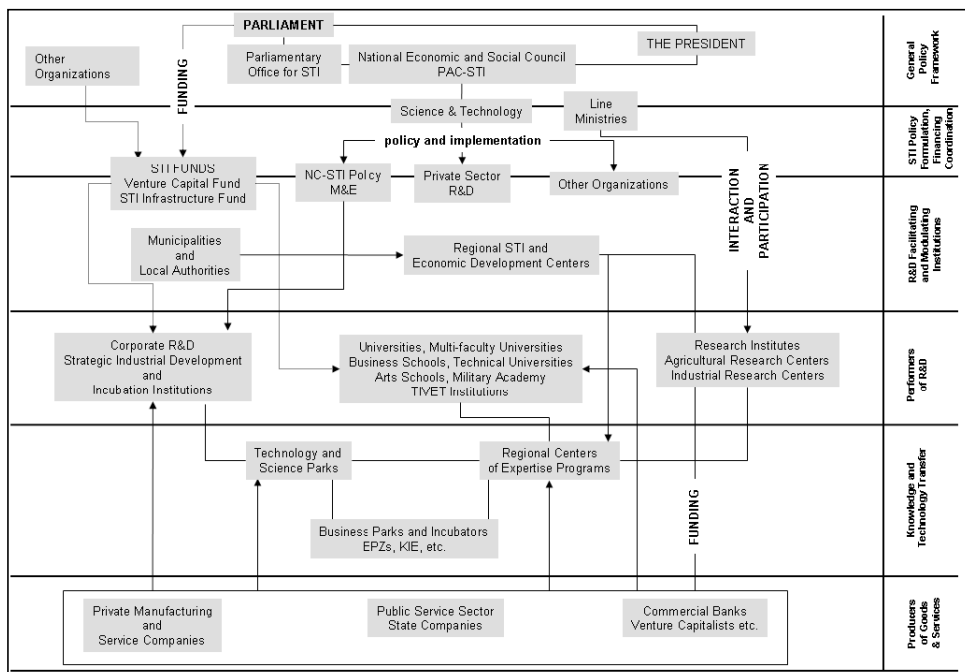 PARLIAMENT
THE PRESIDENT
Parliamentary
Office for STI
National Economic and Social Council
PAC-STI
Other
Organizations
FUNDING
General
Policy
Framework
Science & Technology
Line
Ministries
policy and implementation
STI Policy
Formulation,
Financing
Coordination
STI FUNDS
Venture Capital Fund
STI Infrastructure Fund
NC-STI Policy
M&E
Private Sector
R&D
Other Organizations
INTERACTION
AND
PARTICIPATION
Municipalities
and
Local Authorities
Regional STI and
Economic Development Centers
R&D Facilitating
and Modulating
Institutions
Corporate R&D
Strategic Industrial Development
and
Incubation Institutions
Universities, Multi-faculty Universities
Business Schools, Technical Universities
Arts Schools, Military Academy
TIVET Institutions
Research Institutes
Agricultural Research Centers
Industrial Research Centers
Performers
of R&D
Technology and
Science Parks
Regional Centers
of Expertise Programs
FUNDING
Business Parks and Incubators
EPZs, KIE, etc.
Knowledge and
Technology Transfer
Private Manufacturing
and
Service Companies
Public Service Sector
State Companies
Commercial Banks
Venture Capitalists etc.
Producers
of Goods
& Services